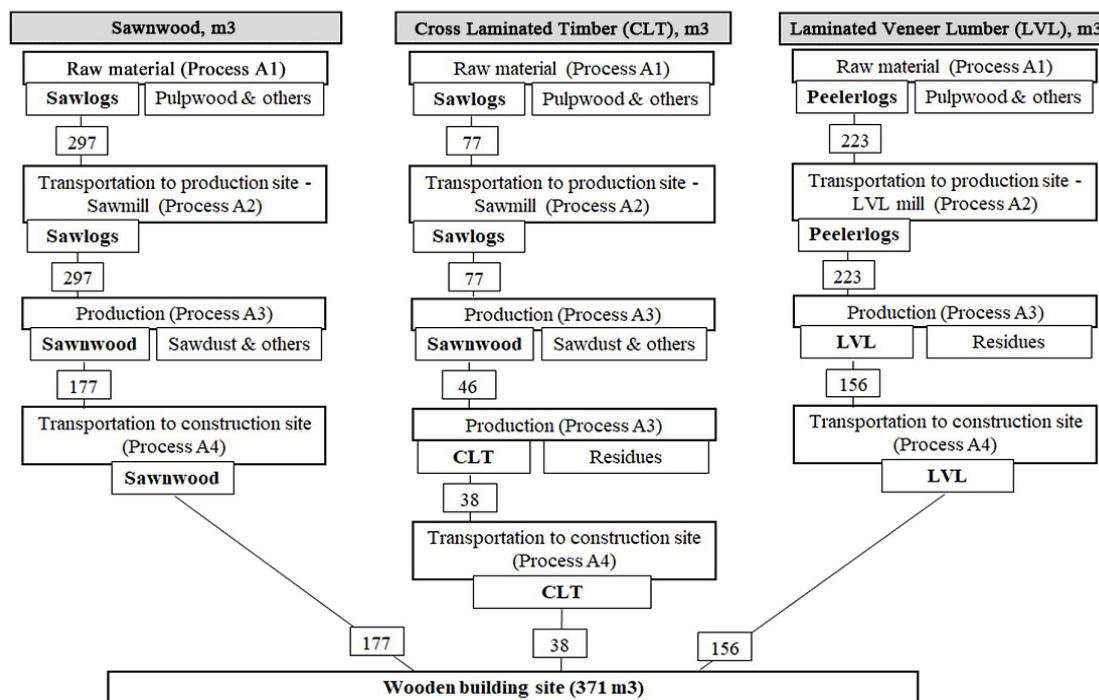 Sawnwood, m3
Raw material (Process A1)
Sawlogs
Pulpwood & others
297
Transportation to production site -
Sawmill (Process A2)
Sawlogs
297
Production (Process A3)
Sawnwood
Sawdust & others
177
Transportation to construction site
(Process A4)
Sawnwood
177
Cross Laminated Timber (CLT), m3
Raw material (Process A1)
Sawlogs
Pulpwood & others
77
Transportation to production site -
Sawmill (Process A2)
Sawlogs
77
Production (Process A3)
Sawnwood
Sawdust & others
46
Production (Process A3)
CLT
Residues
38
Transportation to construction site
(Process A4)
CLT
38
Laminated Veneer Lumber (LVL), m3
Raw material (Process A1)
Peelerlogs
Pulpwood & others
223
Transportation to production site -
LVL mill (Process A2)
Peelerlogs
223
Production (Process A3)
LVL
Residues
156
Transportation to construction site
(Process A4)
LVL
156
Wooden building site (371 m3)